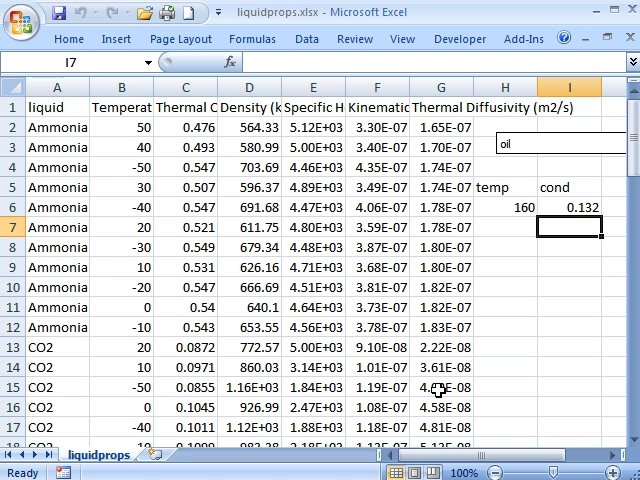 liquidprops.xlsx - Microsoft Excel
Home Insert Page Layout Formulas Data Review View Developer Add-Ins
I7 fx
A B C D E F G H I
1 liquid Temperat Thermal C Density (k Specific H Kinematic Thermal Diffusivity (m2/s)
2 Ammonia 50 0.476 564.33 5.12E+03 3.30E-07 1.65E-07
3 Ammonia 40 0.493 580.99 5.00E+03 3.40E-07 1.70E-07 oil
4 Ammonia -50 0.547 703.69 4.46E+03 4.35E-07 1.74E-07
5 Ammonia 30 0.507 596.37 4.89E+03 3.49E-07 1.74E-07 temp cond
6 Ammonia -40 0.547 691.68 4.47E+03 4.06E-07 1.78E-07 160 0.132
7 Ammonia 20 0.521 611.75 4.80E+03 3.59E-07 1.78E-07
8 Ammonia -30 0.549 679.34 4.48E+03 3.87E-07 1.80E-07
9 Ammonia 10 0.531 626.16 4.71E+03 3.68E-07 1.80E-07
10 Ammonia -20 0.547 666.69 4.51E+03 3.81E-07 1.82E-07
11 Ammonia 0 0.54 640.1 4.64E+03 3.73E-07 1.82E-07
12 Ammonia -10 0.543 653.55 4.56E+03 3.78E-07 1.83E-07
13 CO2 20 0.0872 772.57 5.00E+03 9.10E-08 2.22E-08
14 CO2 10 0.0971 860.03 3.14E+03 1.01E-07 3.61E-08
15 CO2 -50 0.0855 1.16E+03 1.84E+03 1.19E-07
16 CO2 0 0.1045 926.99 2.47E+03 1.08E-07 4.58E-08
17 CO2 -40 0.1011 1.12E+03 1.88E+03 1.18E-07 4.81E-08
liquidprops
Ready 100%